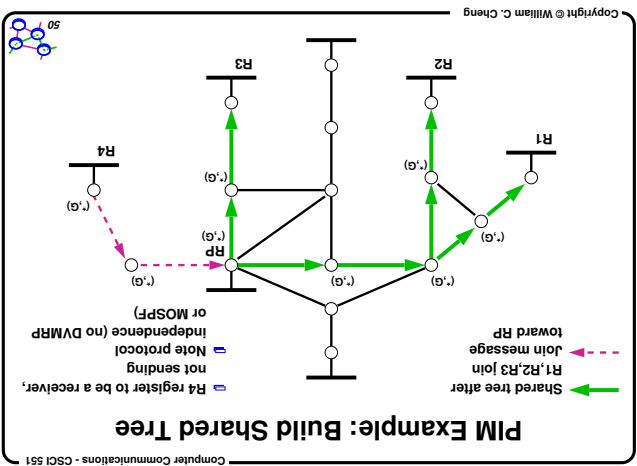 Computer Communications - CSCI 551
PIM Example: Build Shared Tree
Shared tree after
R1,R2,R3 join
Join message
toward RP
R4 register to be a receiver,
not sending
Note protocol
independence (no DVMRP
or MOSPF)
(*,G)
(*,G)
(*,G)
RP
(*,G)
(*,G)
(*,G)
(*,G)
(*,G)
R1
R2
R3
R4
Copyright © William C. Cheng
50